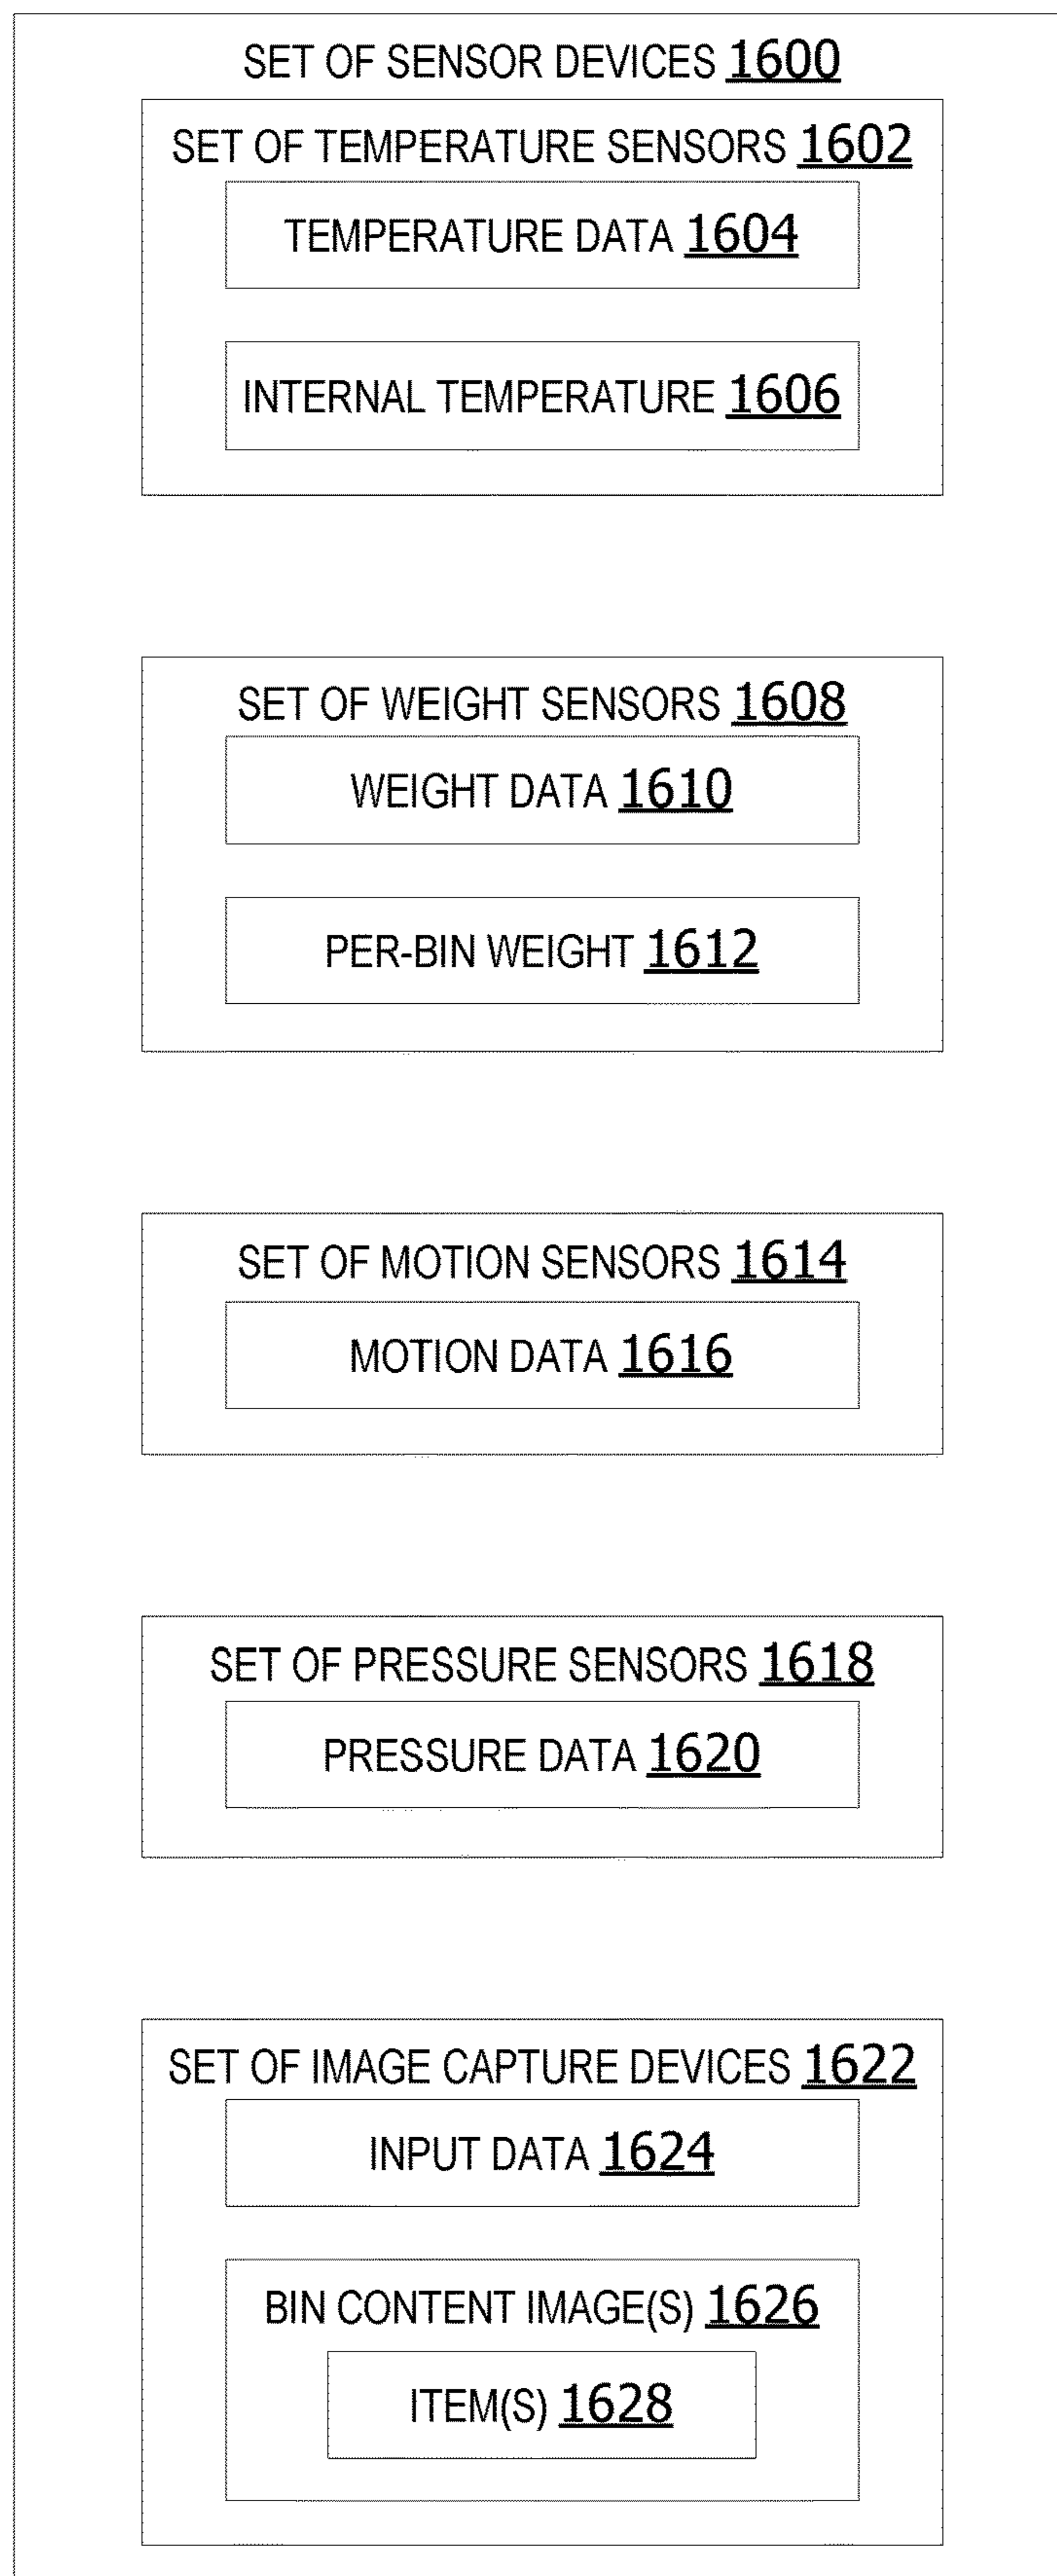 SET OF SENSOR DEVICES 1600
SET OF TEMPERATURE SENSORS 1602
TEMPERATURE DATA 1604
INTERNAL TEMPERATURE 1606
SET OF WEIGHT SENSORS 1608
WEIGHT DATA 1610
PER-BIN WEIGHT 1612
SET OF MOTION SENSORS 1614
MOTION DATA 1616
SET OF PRESSURE SENSORS 1618
PRESSURE DATA 1620
SET OF IMAGE CAPTURE DEVICES 1622
INPUT DATA 1624
BIN CONTENT IMAGE(S) 1626
ITEM(S) 1628